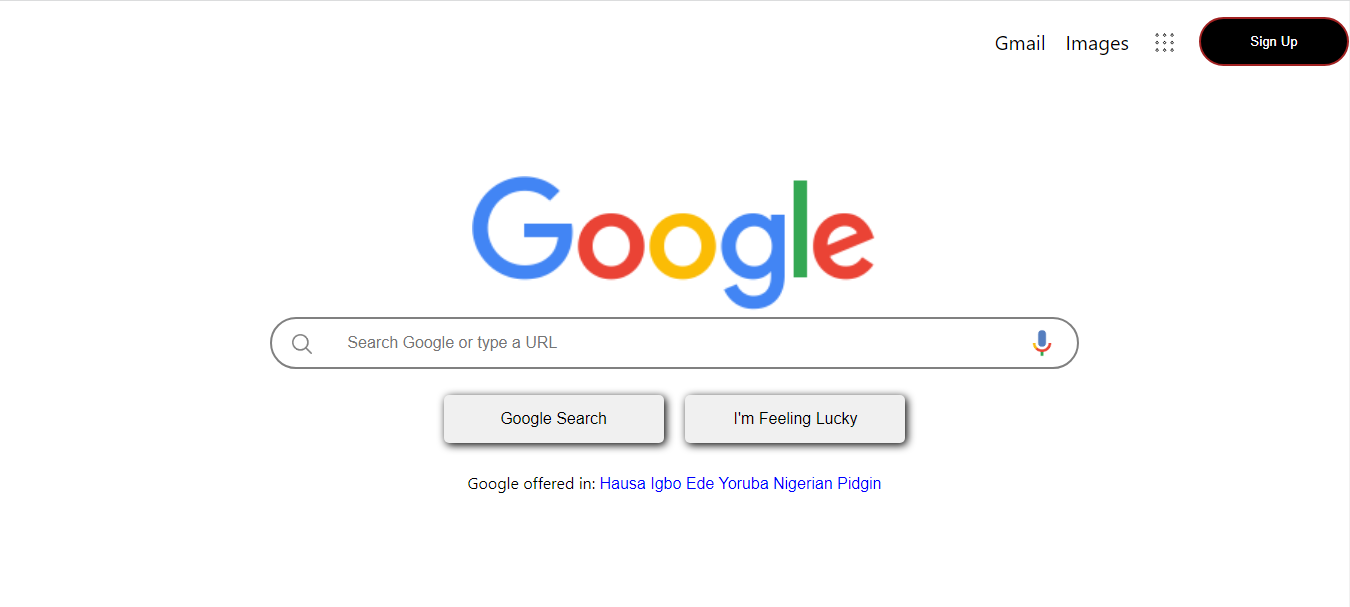 Gmail Images Sign Up
Google
Search Google or type a URL
Google Search I'm Feeling Lucky
Google offered in: Hausa Igbo Ede Yoruba Nigerian Pidgin